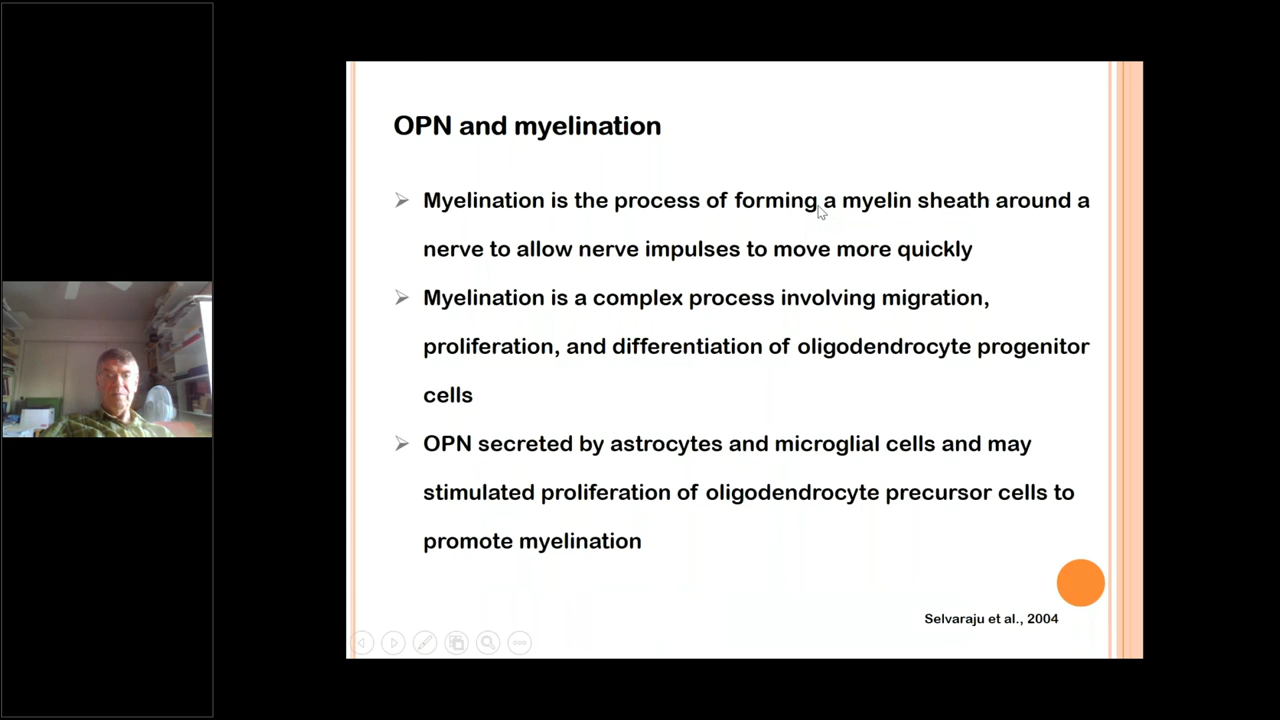 OPN and myelination
Myelination is the process of forming a myelin sheath around a
nerve to allow nerve impulses to move more quickly
Myelination is a complex process involving migration,
proliferation, and differentiation of oligodendrocyte progenitor
cells
OPN secreted by astrocytes and microglial cells and may
stimulated proliferation of oligodendrocyte precursor cells to
promote myelination
Selvaraju et al., 2004